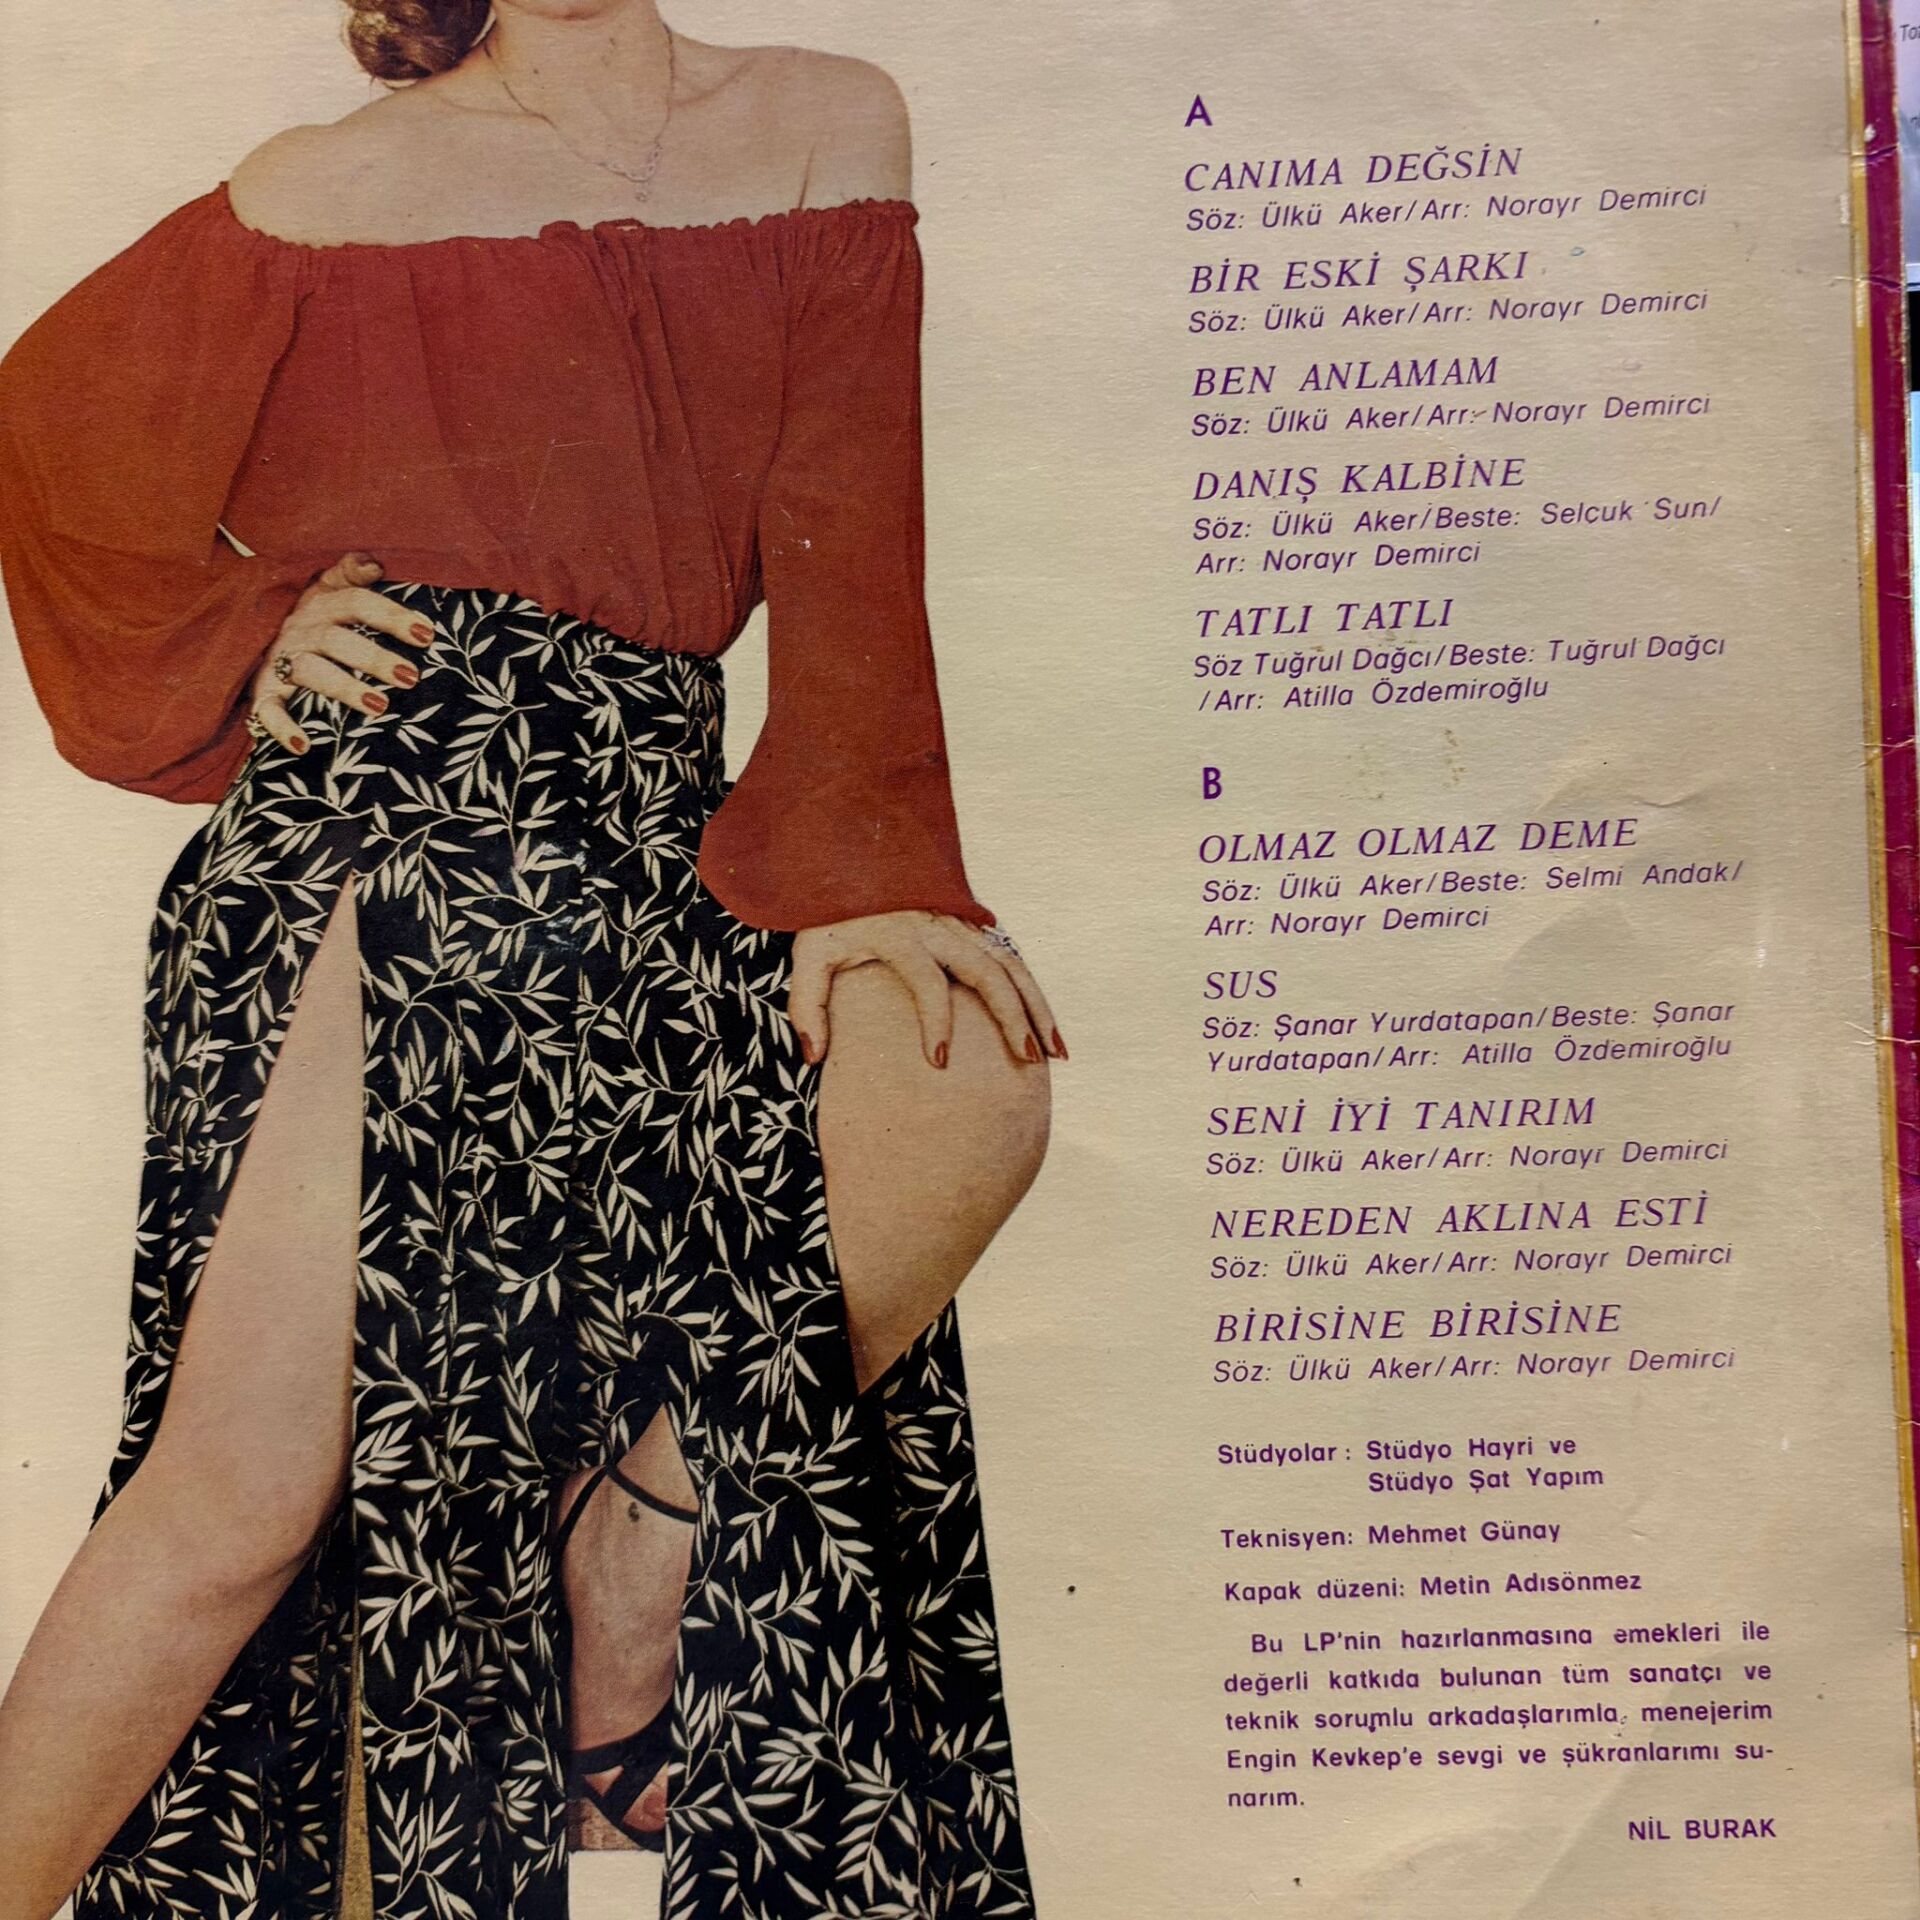 A
CANIMA DEĞSİN
Söz: Ülkü Aker/Arr: Norayr Demirci
BİR ESKİ ŞARKI
Söz: Ülkü Aker/Arr: Norayr Demirci
BEN ANLAMAM
Söz: Ülkü Aker/Arr: Norayr Demirci
DANIŞ KALBİNE
Söz: Ülkü Aker/Beste: Selçuk Sun/
Arr: Norayr Demirci
TATLI TATLI
Söz Tuğrul Dağcı/Beste: Tuğrul Dağcı
/Arr: Atilla Özdemiroğlu
B
OLMAZ OLMAZ DEME
Söz: Ülkü Aker/Beste: Selmi Andak/
Arr: Norayr Demirci
SUS
Söz: Şanar Yurdatapan/Beste: Şanar
Yurdatapan/Arr: Atilla Özdemiroğlu
SENİ İYİ TANIRIM
Söz: Ülkü Aker/Arr: Norayr Demirci
NEREDEN AKLINA ESTİ
Söz: Ülkü Aker/Arr: Norayr Demirci
BİRİSİNE BİRİSİNE
Söz: Ülkü Aker/Arr: Norayr Demirci
Stüdyolar : Stüdyo Hayri ve
Stüdyo Şat Yapım
Teknisyen: Mehmet Günay
Kapak düzeni: Metin Adısönmez
Bu LP'nin hazırlanmasına emekleri ile
değerli katkıda bulunan tüm sanatçı ve
teknik sorumlu arkadaşlarımla, menejerim
Engin Kevkep'e sevgi ve şükranlarımı su-
narım.
NİL BURAK